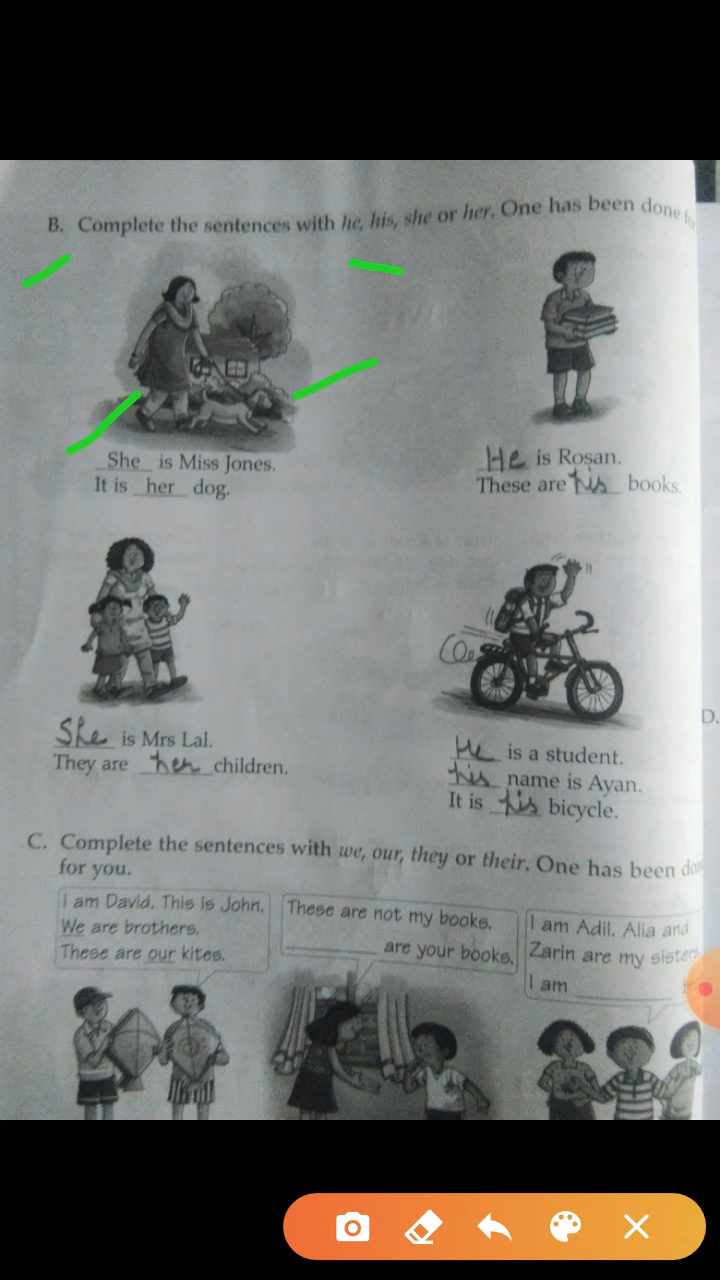 B. Complete the sentences with he, his, she or her. One has been done
She is Miss Jones.
It is her dog.
He is Rosan.
These are his books.
She is Mrs Lal.
They are her children.
He is a student.
his name is Ayan.
It is his bicycle.
D.
C. Complete the sentences with we, our, they or their. One has been
for you.
I am David. This is John.
We are brothers.
These are our kites.
These are not my books.
________ are your books.
I am Adil. Alia and
Zarin are my sisters
I am ________